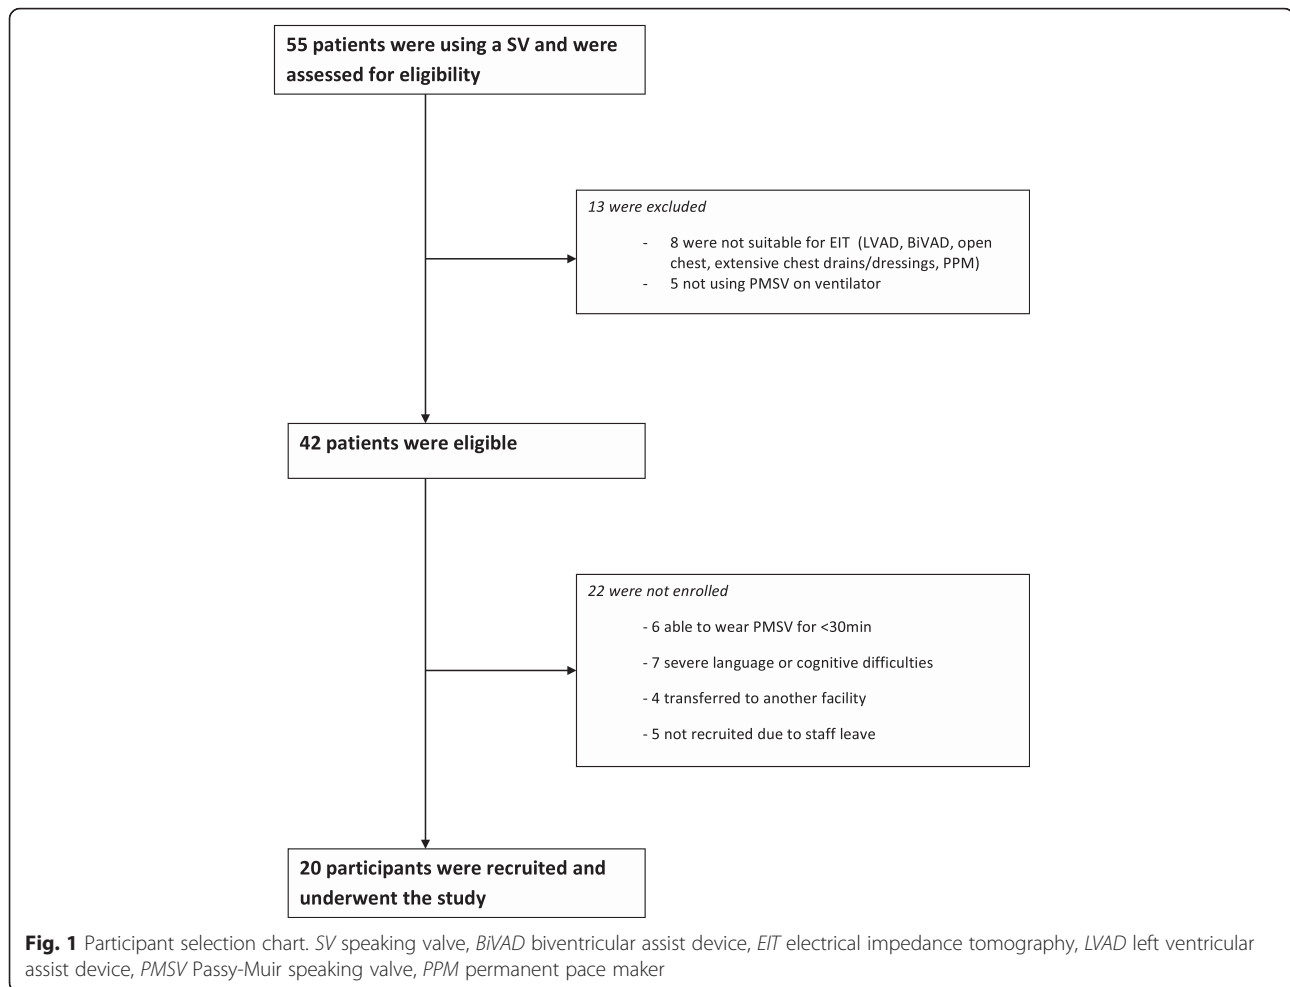 55 patients were using a SV and were
assessed for eligibility
13 were excluded
- 8 were not suitable for EIT (LVAD, BiVAD, open
chest, extensive chest drains/dressings, PPM)
- 5 not using PMSV on ventilator
42 patients were eligible
22 were not enrolled
- 6 able to wear PMSV for <30min
- 7 severe language or cognitive difficulties
- 4 transferred to another facility
- 5 not recruited due to staff leave
20 participants were recruited and
underwent the study
Fig. 1 Participant selection chart. SV speaking valve, BiVAD biventricular assist device, EIT electrical impedance tomography, LVAD left ventricular
assist device, PMSV Passy-Muir speaking valve, PPM permanent pace maker